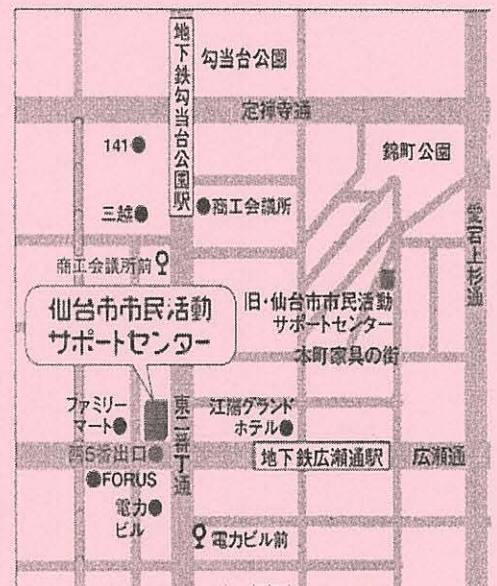 地下鉄勾当台公園駅
勾当台公園
定禅寺通
141
錦町公園
三越
商工会議所
愛宕上杉通
商工会議所前
仙台市市民活動
サポートセンター
旧・仙台市市民活動
サポートセンター
本町家具の街
ファミリー
マート
東二番丁通
江陽グランド
ホテル
西5番出口
地下鉄広瀬通駅
広瀬通
FORUS
電力
ビル
電力ビル前